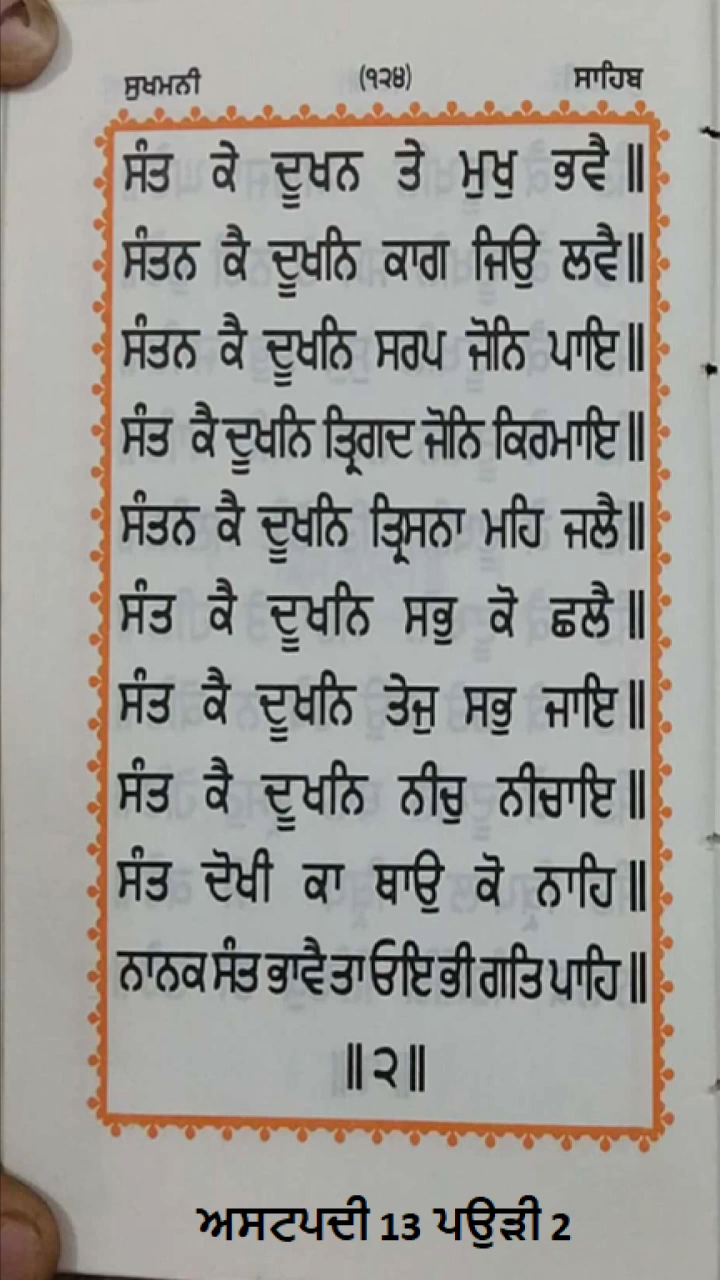 ਸੁਖਮਨੀ (੧੨੪) ਸਾਹਿਬ
ਸੰਤ ਕੇ ਦੂਖਨ ਤੇ ਮੁਖੁ ਭਵੈ॥
ਸੰਤਨ ਕੈ ਦੂਖਨਿ ਕਾਗ ਜਿਉ ਲਵੈ॥
ਸੰਤਨ ਕੈ ਦੂਖਨਿ ਸਰਪ ਜੋਨਿ ਪਾਇ॥
ਸੰਤ ਕੈ ਦੂਖਨਿ ਤ੍ਰਿਗਦ ਜੋਨਿ ਕਿਰਮਾਇ॥
ਸੰਤਨ ਕੈ ਦੂਖਨਿ ਤ੍ਰਿਸਨਾ ਮਹਿ ਜਲੈ॥
ਸੰਤ ਕੈ ਦੂਖਨਿ ਸਭੁ ਕੋ ਛਲੈ॥
ਸੰਤ ਕੈ ਦੂਖਨਿ ਤੇਜੁ ਸਭੁ ਜਾਇ॥
ਸੰਤ ਕੈ ਦੂਖਨਿ ਨੀਚੁ ਨੀਚਾਇ॥
ਸੰਤ ਦੋਖੀ ਕਾ ਥਾਉ ਕੋ ਨਾਹਿ॥
ਨਾਨਕ ਸੰਤ ਭਾਵੈ ਤਾ ਓਇ ਭੀ ਗਤਿ ਪਾਹਿ॥
॥੨॥
ਅਸਟਪਦੀ 13 ਪਉੜੀ 2